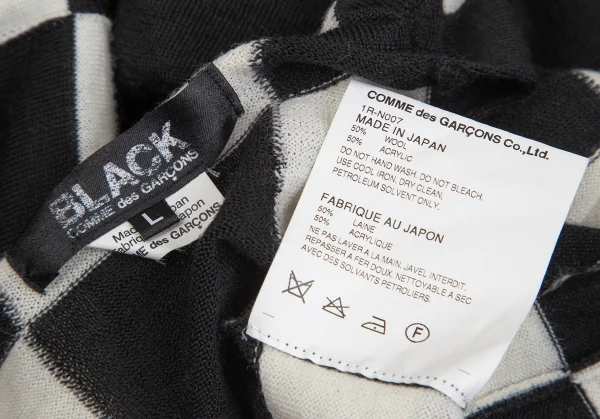 BLACK
COMME des GARÇONS
L
Made
pan
abriqué
Japon
ME des GARÇONS
COMME des GARÇONS Co.,Ltd.
1R-N007
MADE IN JAPAN
50% WOOL
50% ACRYLIC
DO NOT HAND WASH. DO NOT BLEACH.
USE COOL IRON. DRY CLEAN,
PETROLEUM SOLVENT ONLY.
FABRIQUE AU JAPON
50% LAINE
50% ACRYLIQUE
NE PAS LAVER A LA MAIN. JAVEL INTERDIT.
REPASSER A FER DOUX. NETTOYABLE A SEC
AVEC DES SOLVANTS PETROLIERS.
F